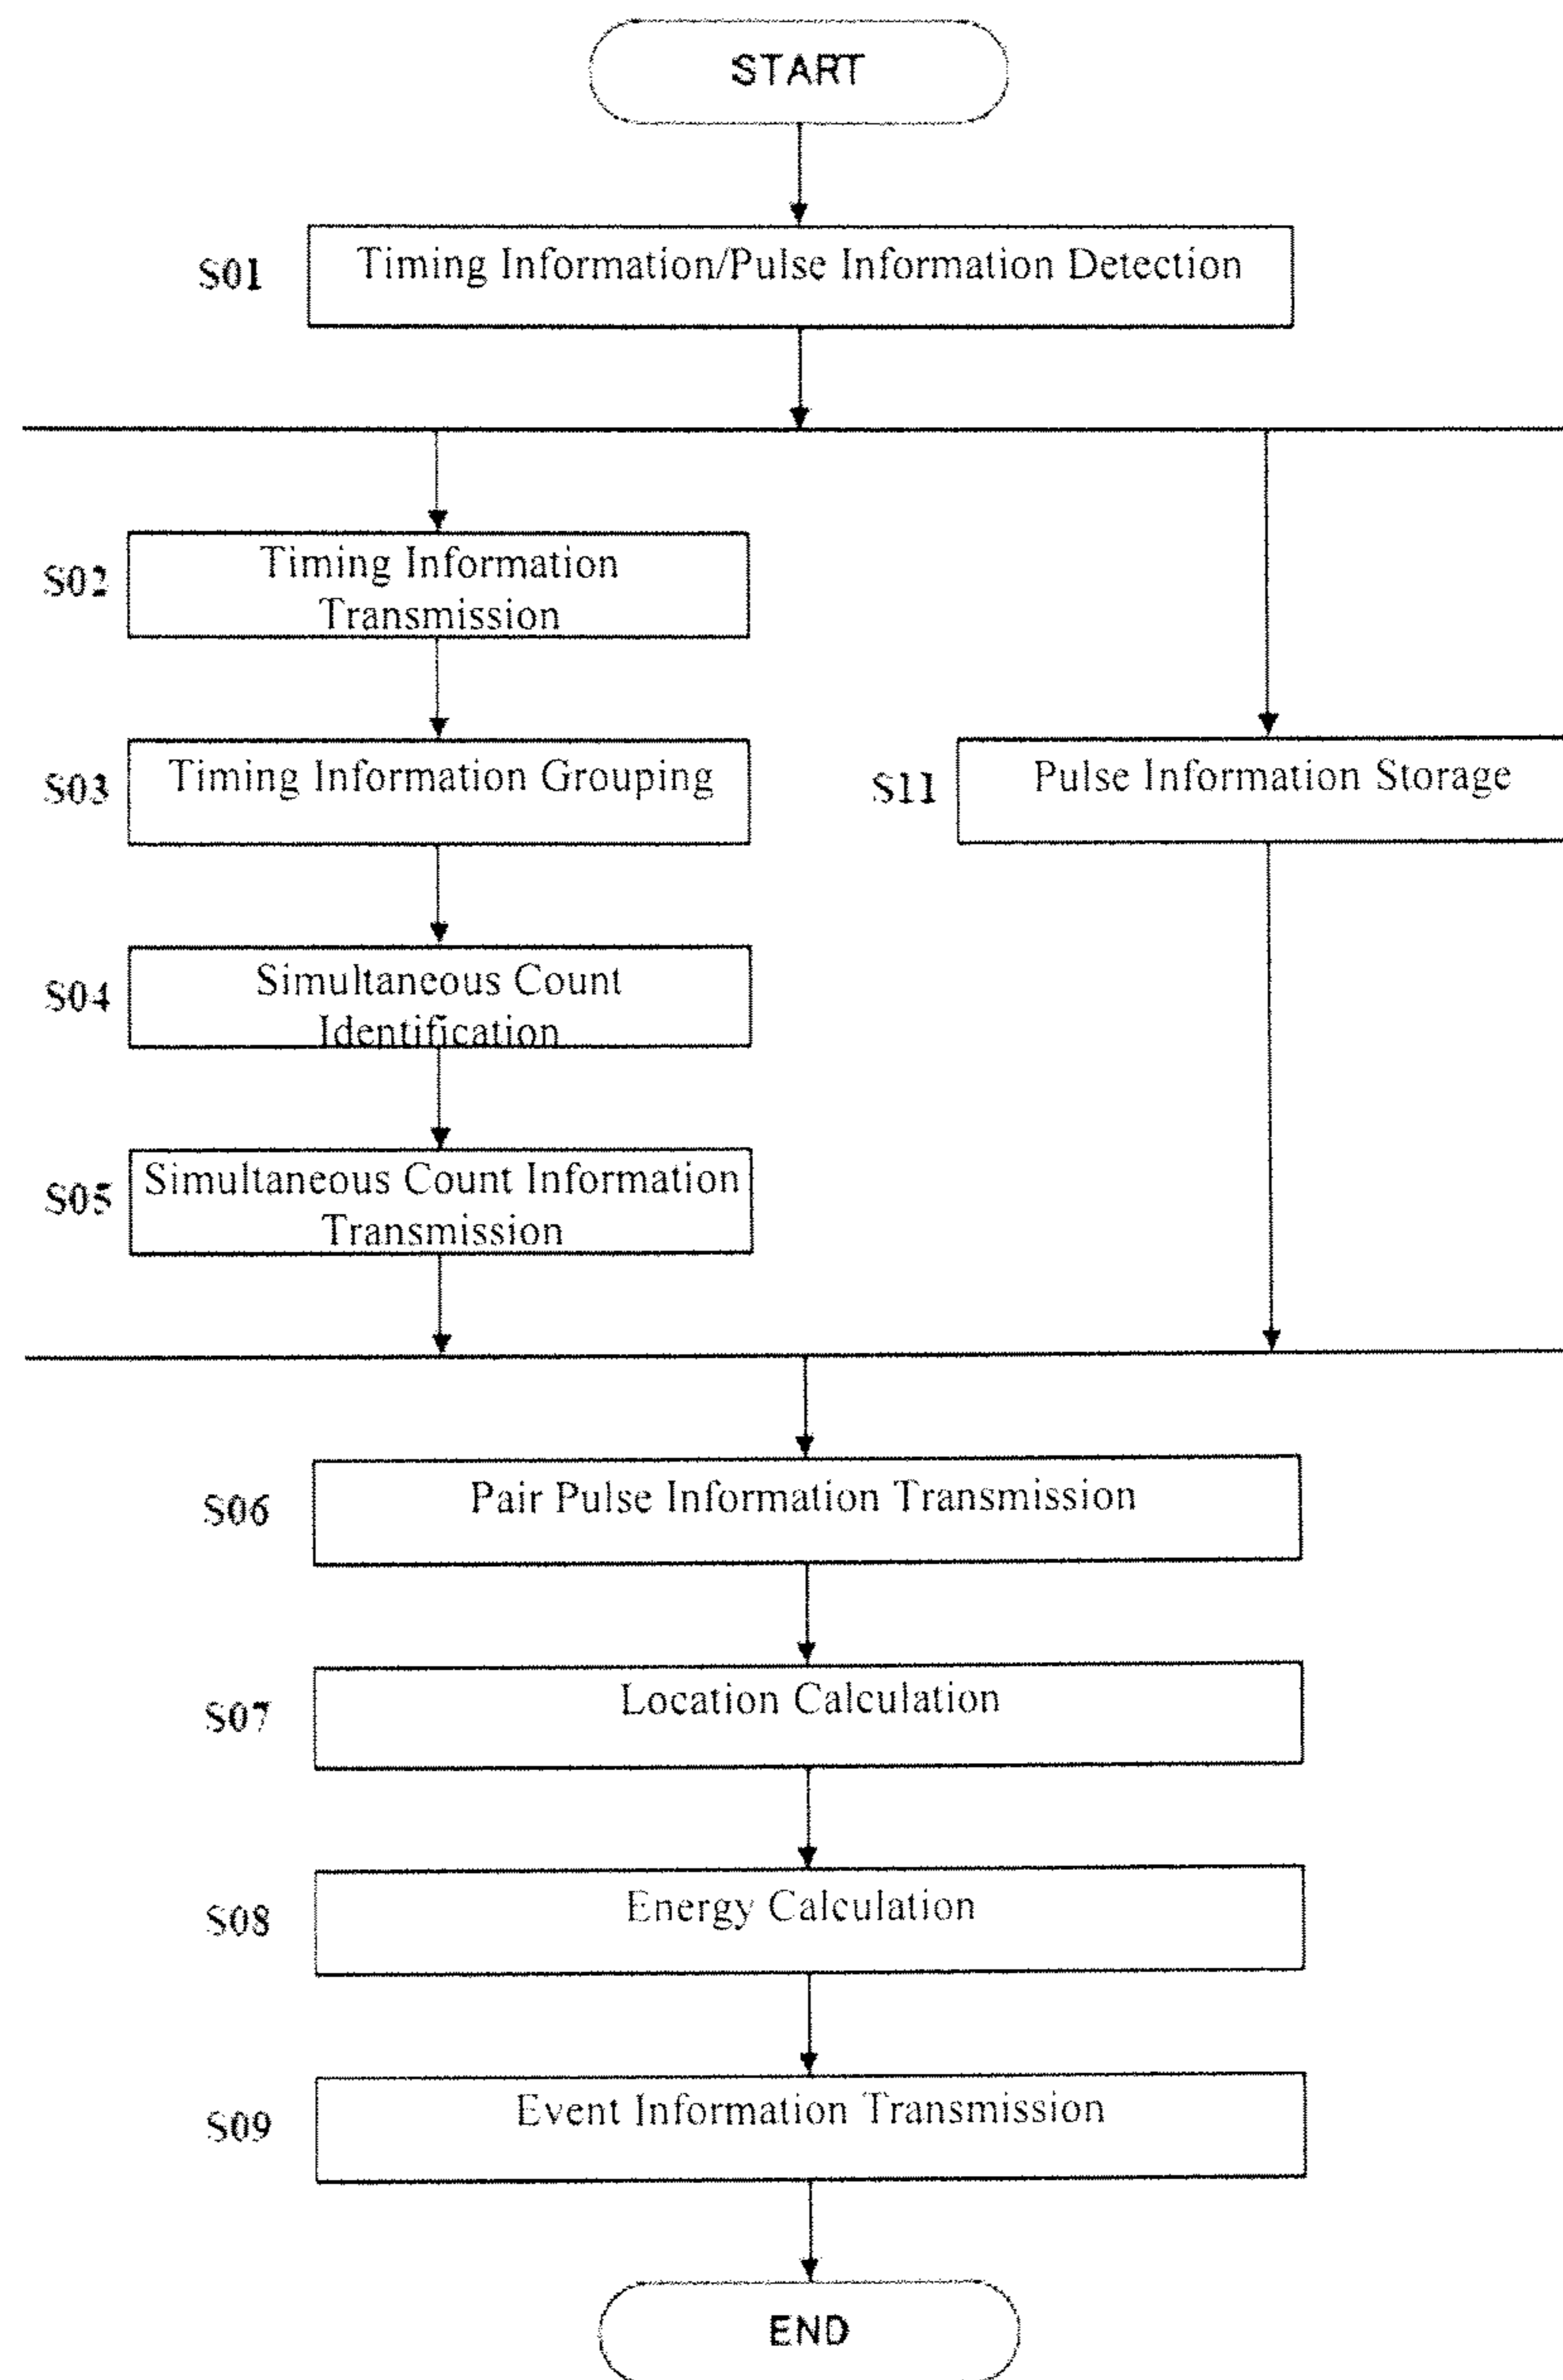 START
S01
Timing Information/Pulse Information Detection
S02
Timing Information
Transmission
S03
Timing Information Grouping
S11
Pulse Information Storage
S04
Simultaneous Count
Identification
S05
Simultaneous Count Information
Transmission
S06
Pair Pulse Information Transmission
S07
Location Calculation
S08
Energy Calculation
S09
Event Information Transmission
END